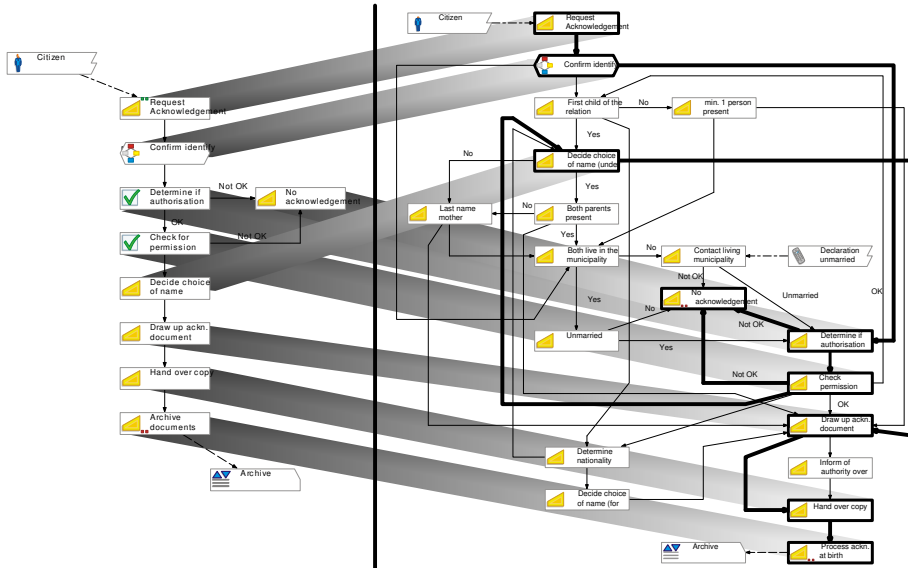 Citizen
Request
Acknowledgement
Confirm identify
Determine if
authorisation
Not OK
No
acknowledgement
OK
Check for
permission
Not OK
Decide choice
of name
Draw up ackn.
document
Hand over copy
Archive
documents
Archive
Citizen
Request
Acknowledgement
Confirm identify
First child of the
relation
No
min. 1 person
present
Yes
No
Decide choice
of name (unde
Yes
Last name
mother
No
Both parents
present
Yes
Both live in the
municipality
No
Contact living
municipality
Declaration
unmarried
Not OK
OK
No
acknowledgement
Unmarried
Yes
No
Not OK
Unmarried
Yes
Determine if
authorisation
Not OK
Check
permission
OK
Draw up ackn.
document
Determine
nationality
Inform of
authority over
Decide choice
of name (for
Hand over copy
Archive
Process ackn.
at birth